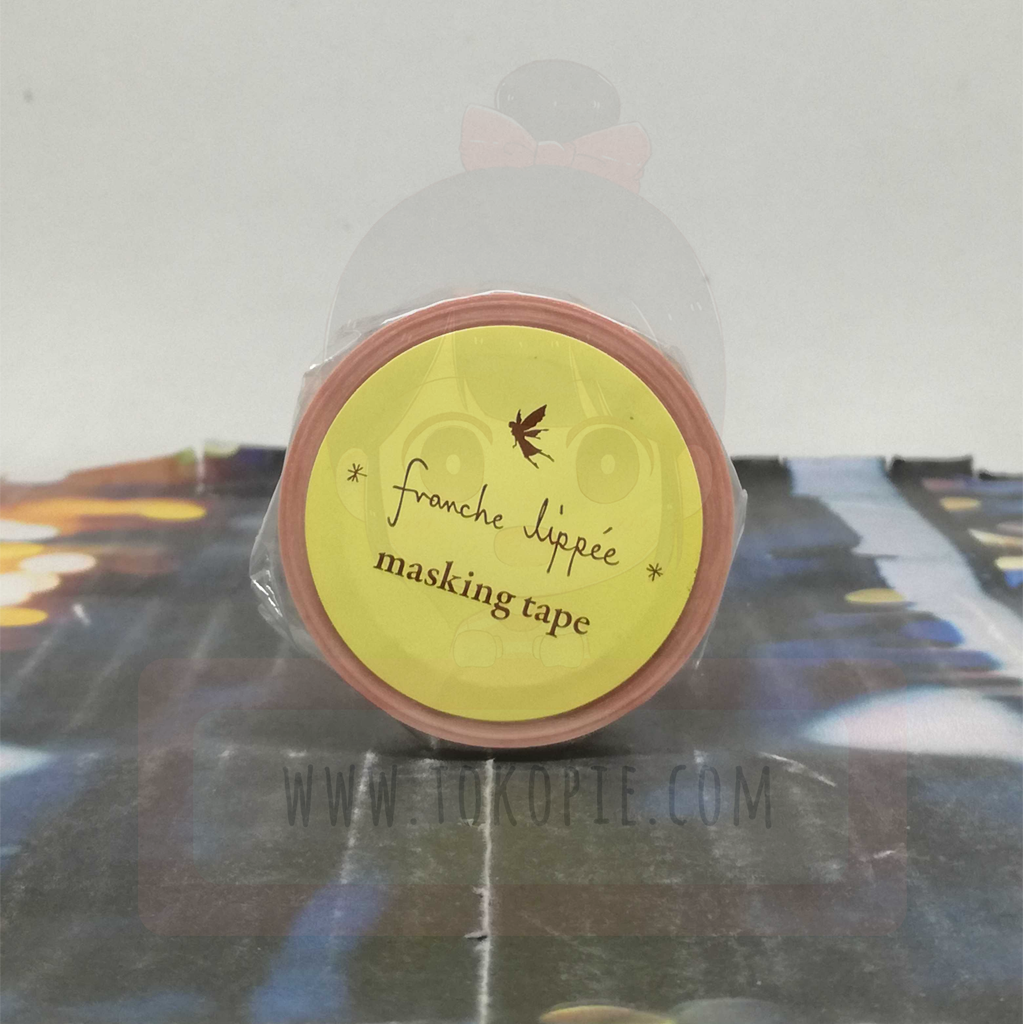 franche lippée
masking tape
www.tokopie.com